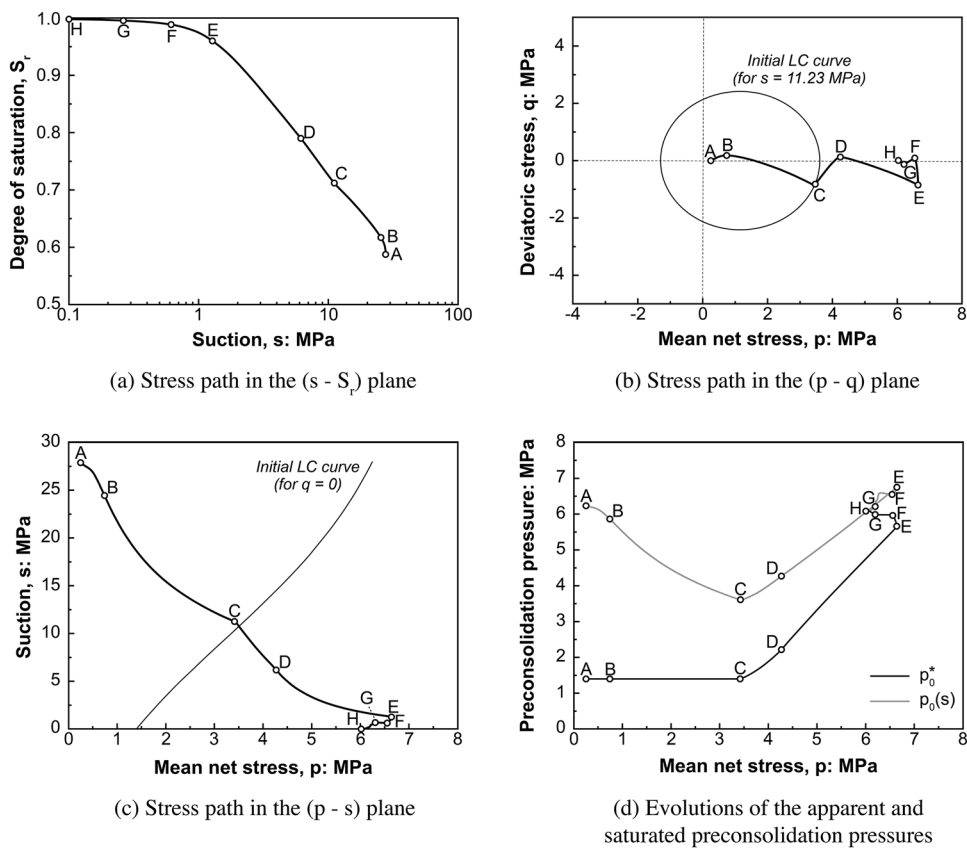 1.0
0.9
0.8
0.7
0.6
0.5
Degree of saturation, Sr
H
G
F
E
D
C
B
A
0.1
1
10
100
Suction, s: MPa
(a) Stress path in the (s - Sr) plane
4
2
0
-2
-4
Deviatoric stress, q: MPa
Initial LC curve
(for s = 11.23 MPa)
A
B
C
D
H
F
G
E
-4
-2
0
2
4
6
8
Mean net stress, p: MPa
(b) Stress path in the (p - q) plane
30
25
20
15
10
5
0
Suction, s: MPa
A
B
Initial LC curve
(for q = 0)
C
D
G
H
E
F
0
1
2
3
4
5
6
7
8
Mean net stress, p: MPa
(c) Stress path in the (p - s) plane
8
7
6
5
4
3
2
1
0
Preconsolidation pressure: MPa
A
B
C
D
E
G
F
H
G
F
E
A
B
C
D
p0*
p0(s)
0
1
2
3
4
5
6
7
8
Mean net stress, p: MPa
(d) Evolutions of the apparent and
saturated preconsolidation pressures